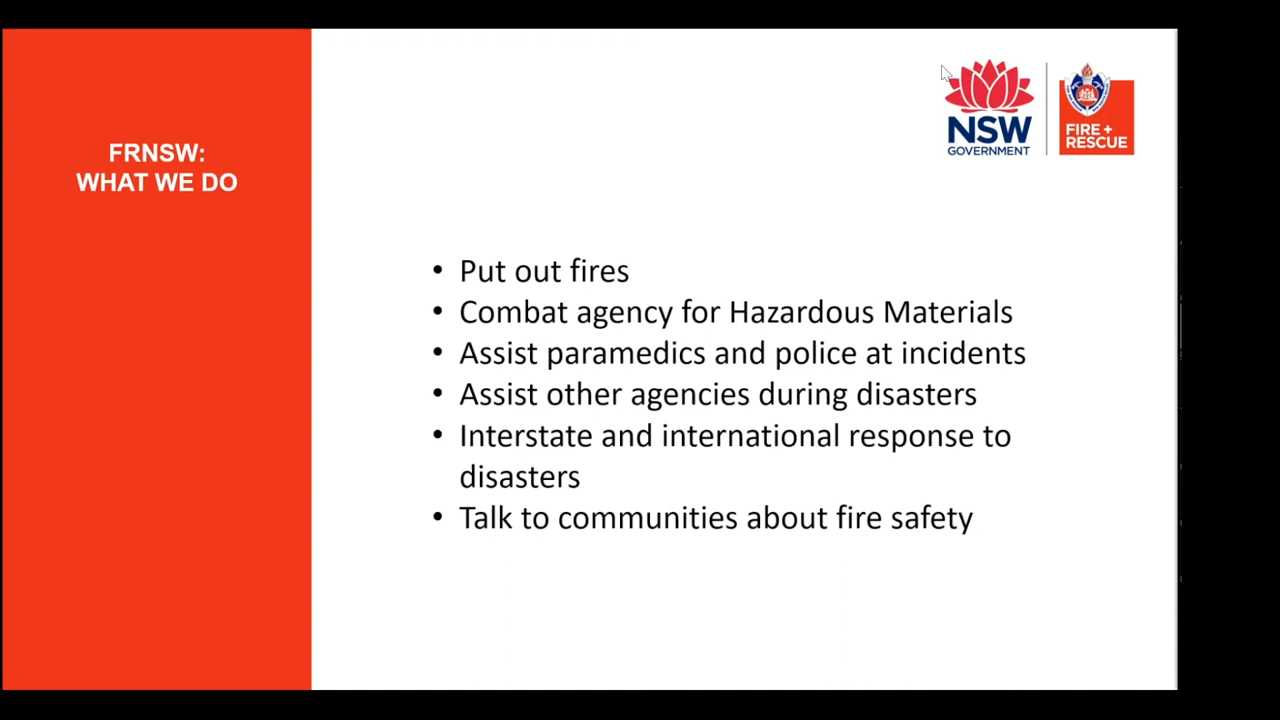 FRNSW:
WHAT WE DO
NSW
GOVERNMENT
FIRE +
RESCUE
• Put out fires
• Combat agency for Hazardous Materials
• Assist paramedics and police at incidents
• Assist other agencies during disasters
• Interstate and international response to
disasters
• Talk to communities about fire safety